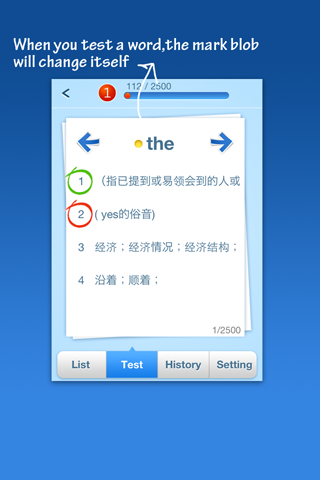 When you test a word,the mark blob
will change itself
1
112 / 2500
the
1 （指已提到或易领会到的人或
2 ( yes的俗音)
3 经济；经济情况；经济结构；
4 沿着；顺着；
1/2500
List Test History Setting